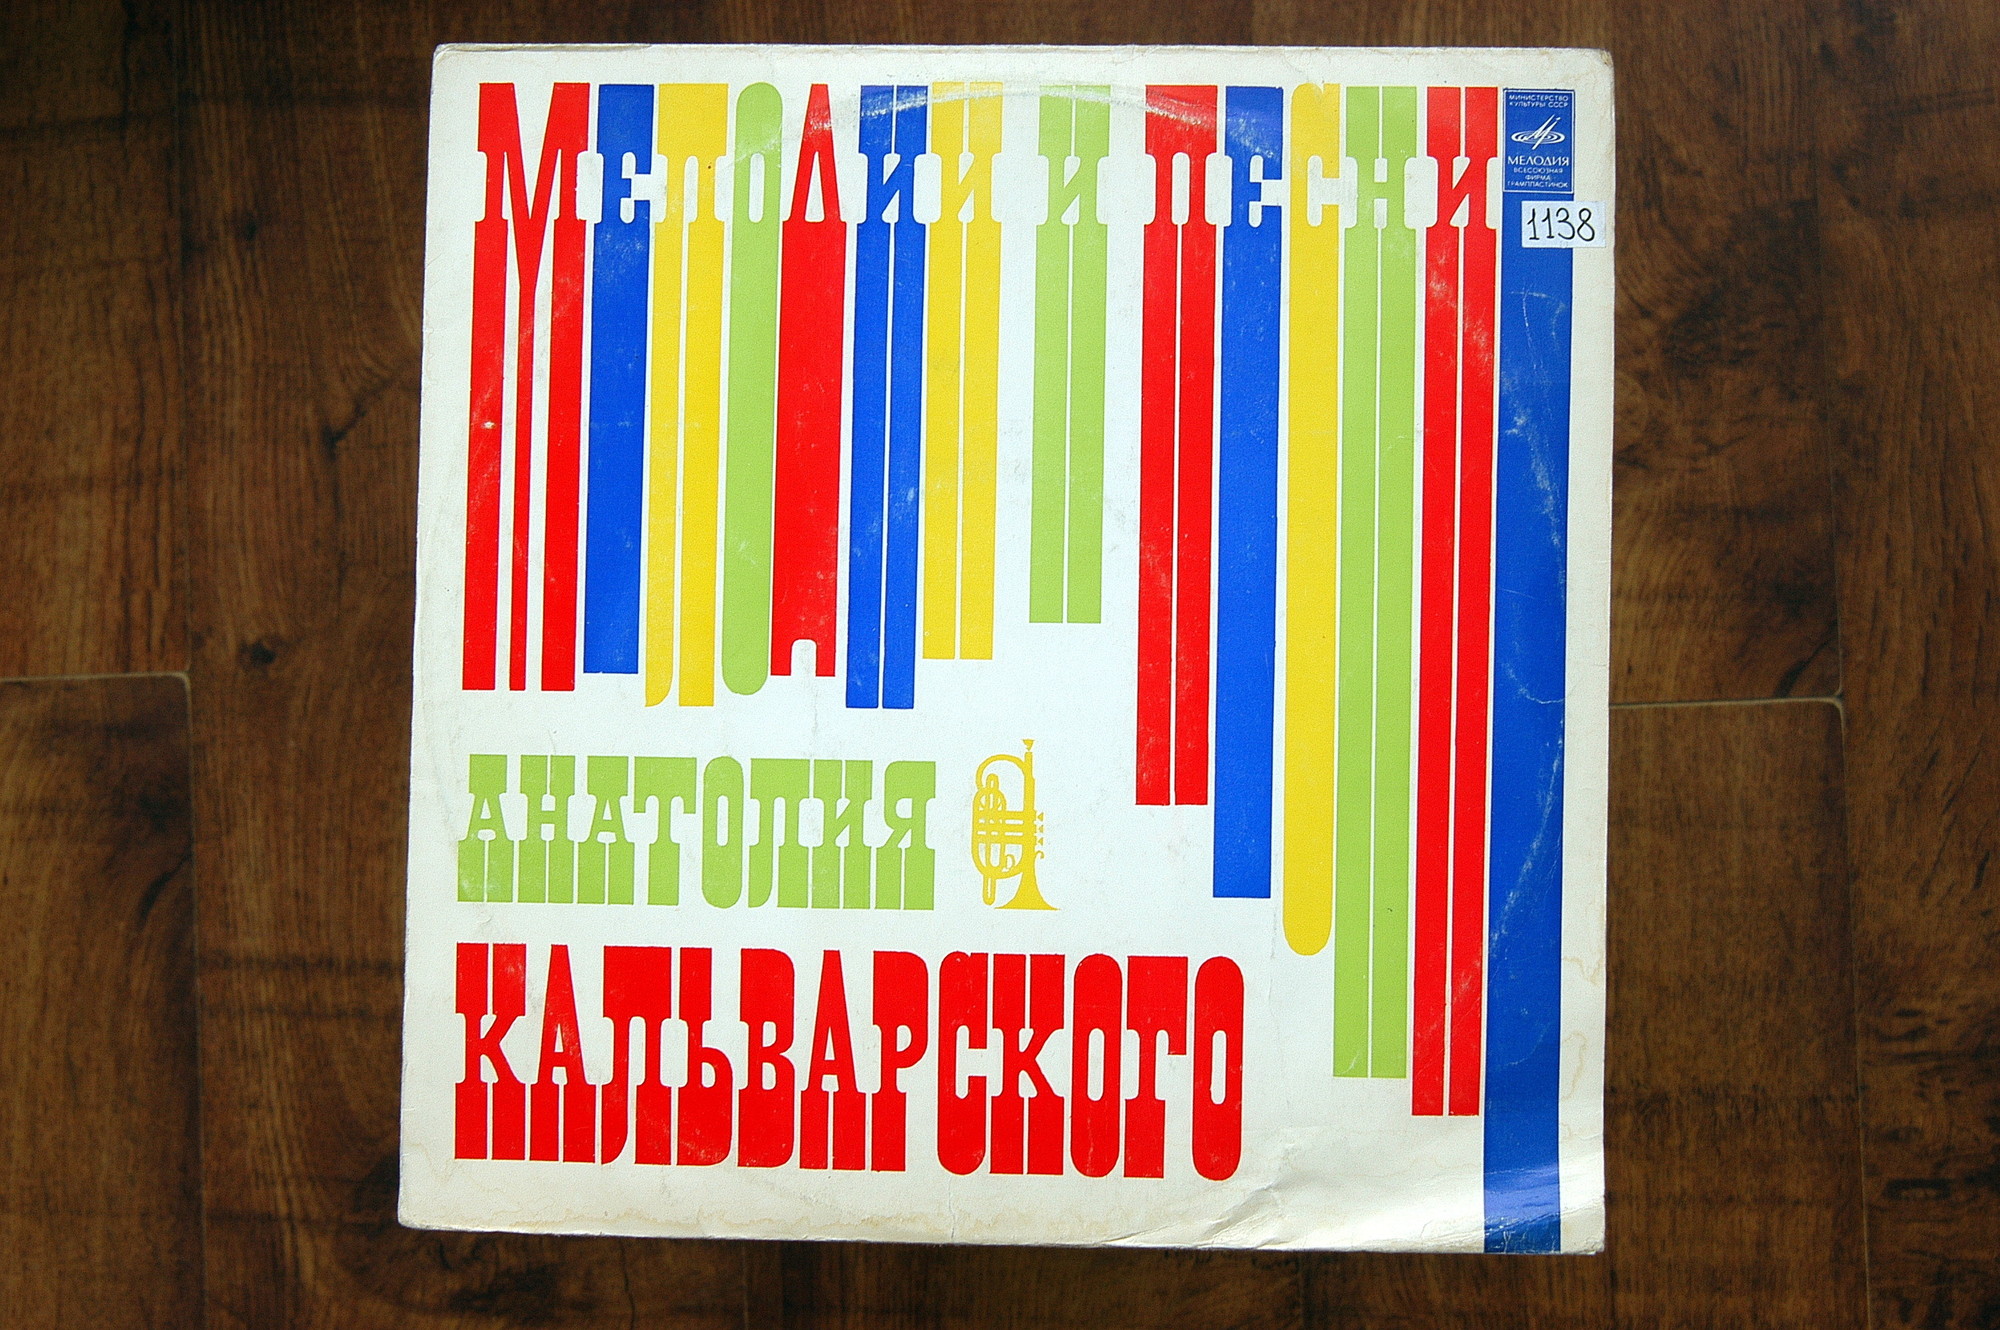 МЕЛОДИИ И ПЕСНИ
МИНИСТЕРСТВО
КУЛЬТУРЫ СССР
МЕЛОДИЯ
ВСЕСОЮЗНАЯ
ФИРМА
ГРАМПЛАСТИНОК
1138
АНАТОЛИЯ
КАЛЬВАРСКОГО